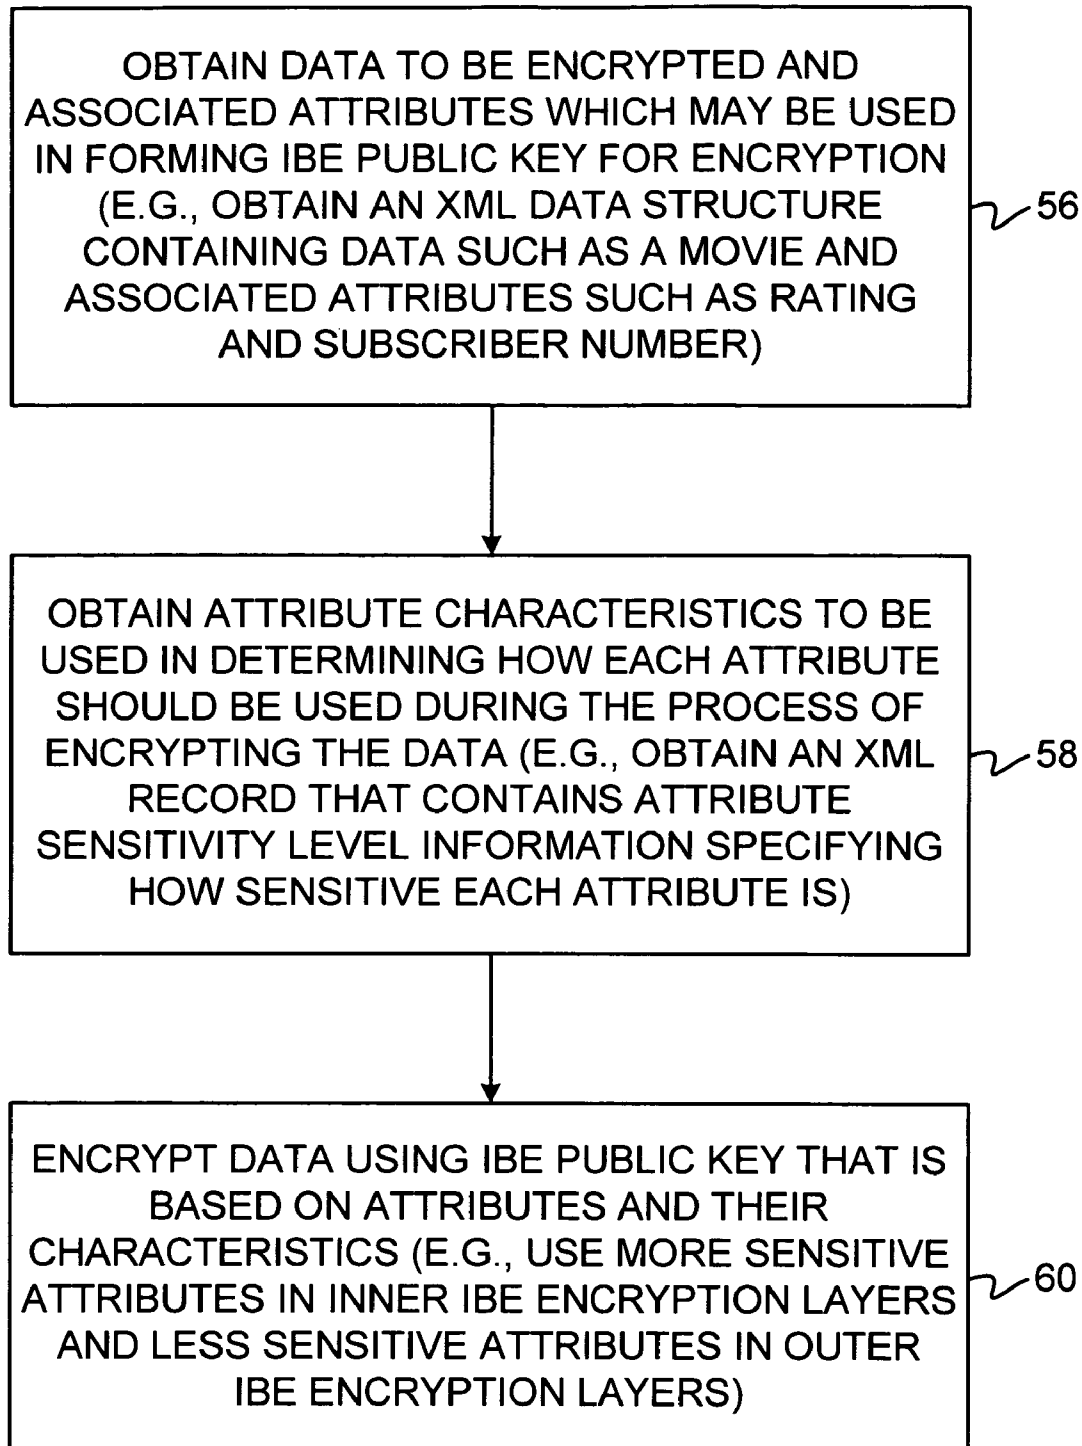 OBTAIN DATA TO BE ENCRYPTED AND
ASSOCIATED ATTRIBUTES WHICH MAY BE USED
IN FORMING IBE PUBLIC KEY FOR ENCRYPTION
(E.G., OBTAIN AN XML DATA STRUCTURE
CONTAINING DATA SUCH AS A MOVIE AND
ASSOCIATED ATTRIBUTES SUCH AS RATING
AND SUBSCRIBER NUMBER)
56
OBTAIN ATTRIBUTE CHARACTERISTICS TO BE
USED IN DETERMINING HOW EACH ATTRIBUTE
SHOULD BE USED DURING THE PROCESS OF
ENCRYPTING THE DATA (E.G., OBTAIN AN XML
RECORD THAT CONTAINS ATTRIBUTE
SENSITIVITY LEVEL INFORMATION SPECIFYING
HOW SENSITIVE EACH ATTRIBUTE IS)
58
ENCRYPT DATA USING IBE PUBLIC KEY THAT IS
BASED ON ATTRIBUTES AND THEIR
CHARACTERISTICS (E.G., USE MORE SENSITIVE
ATTRIBUTES IN INNER IBE ENCRYPTION LAYERS
AND LESS SENSITIVE ATTRIBUTES IN OUTER
IBE ENCRYPTION LAYERS)
60